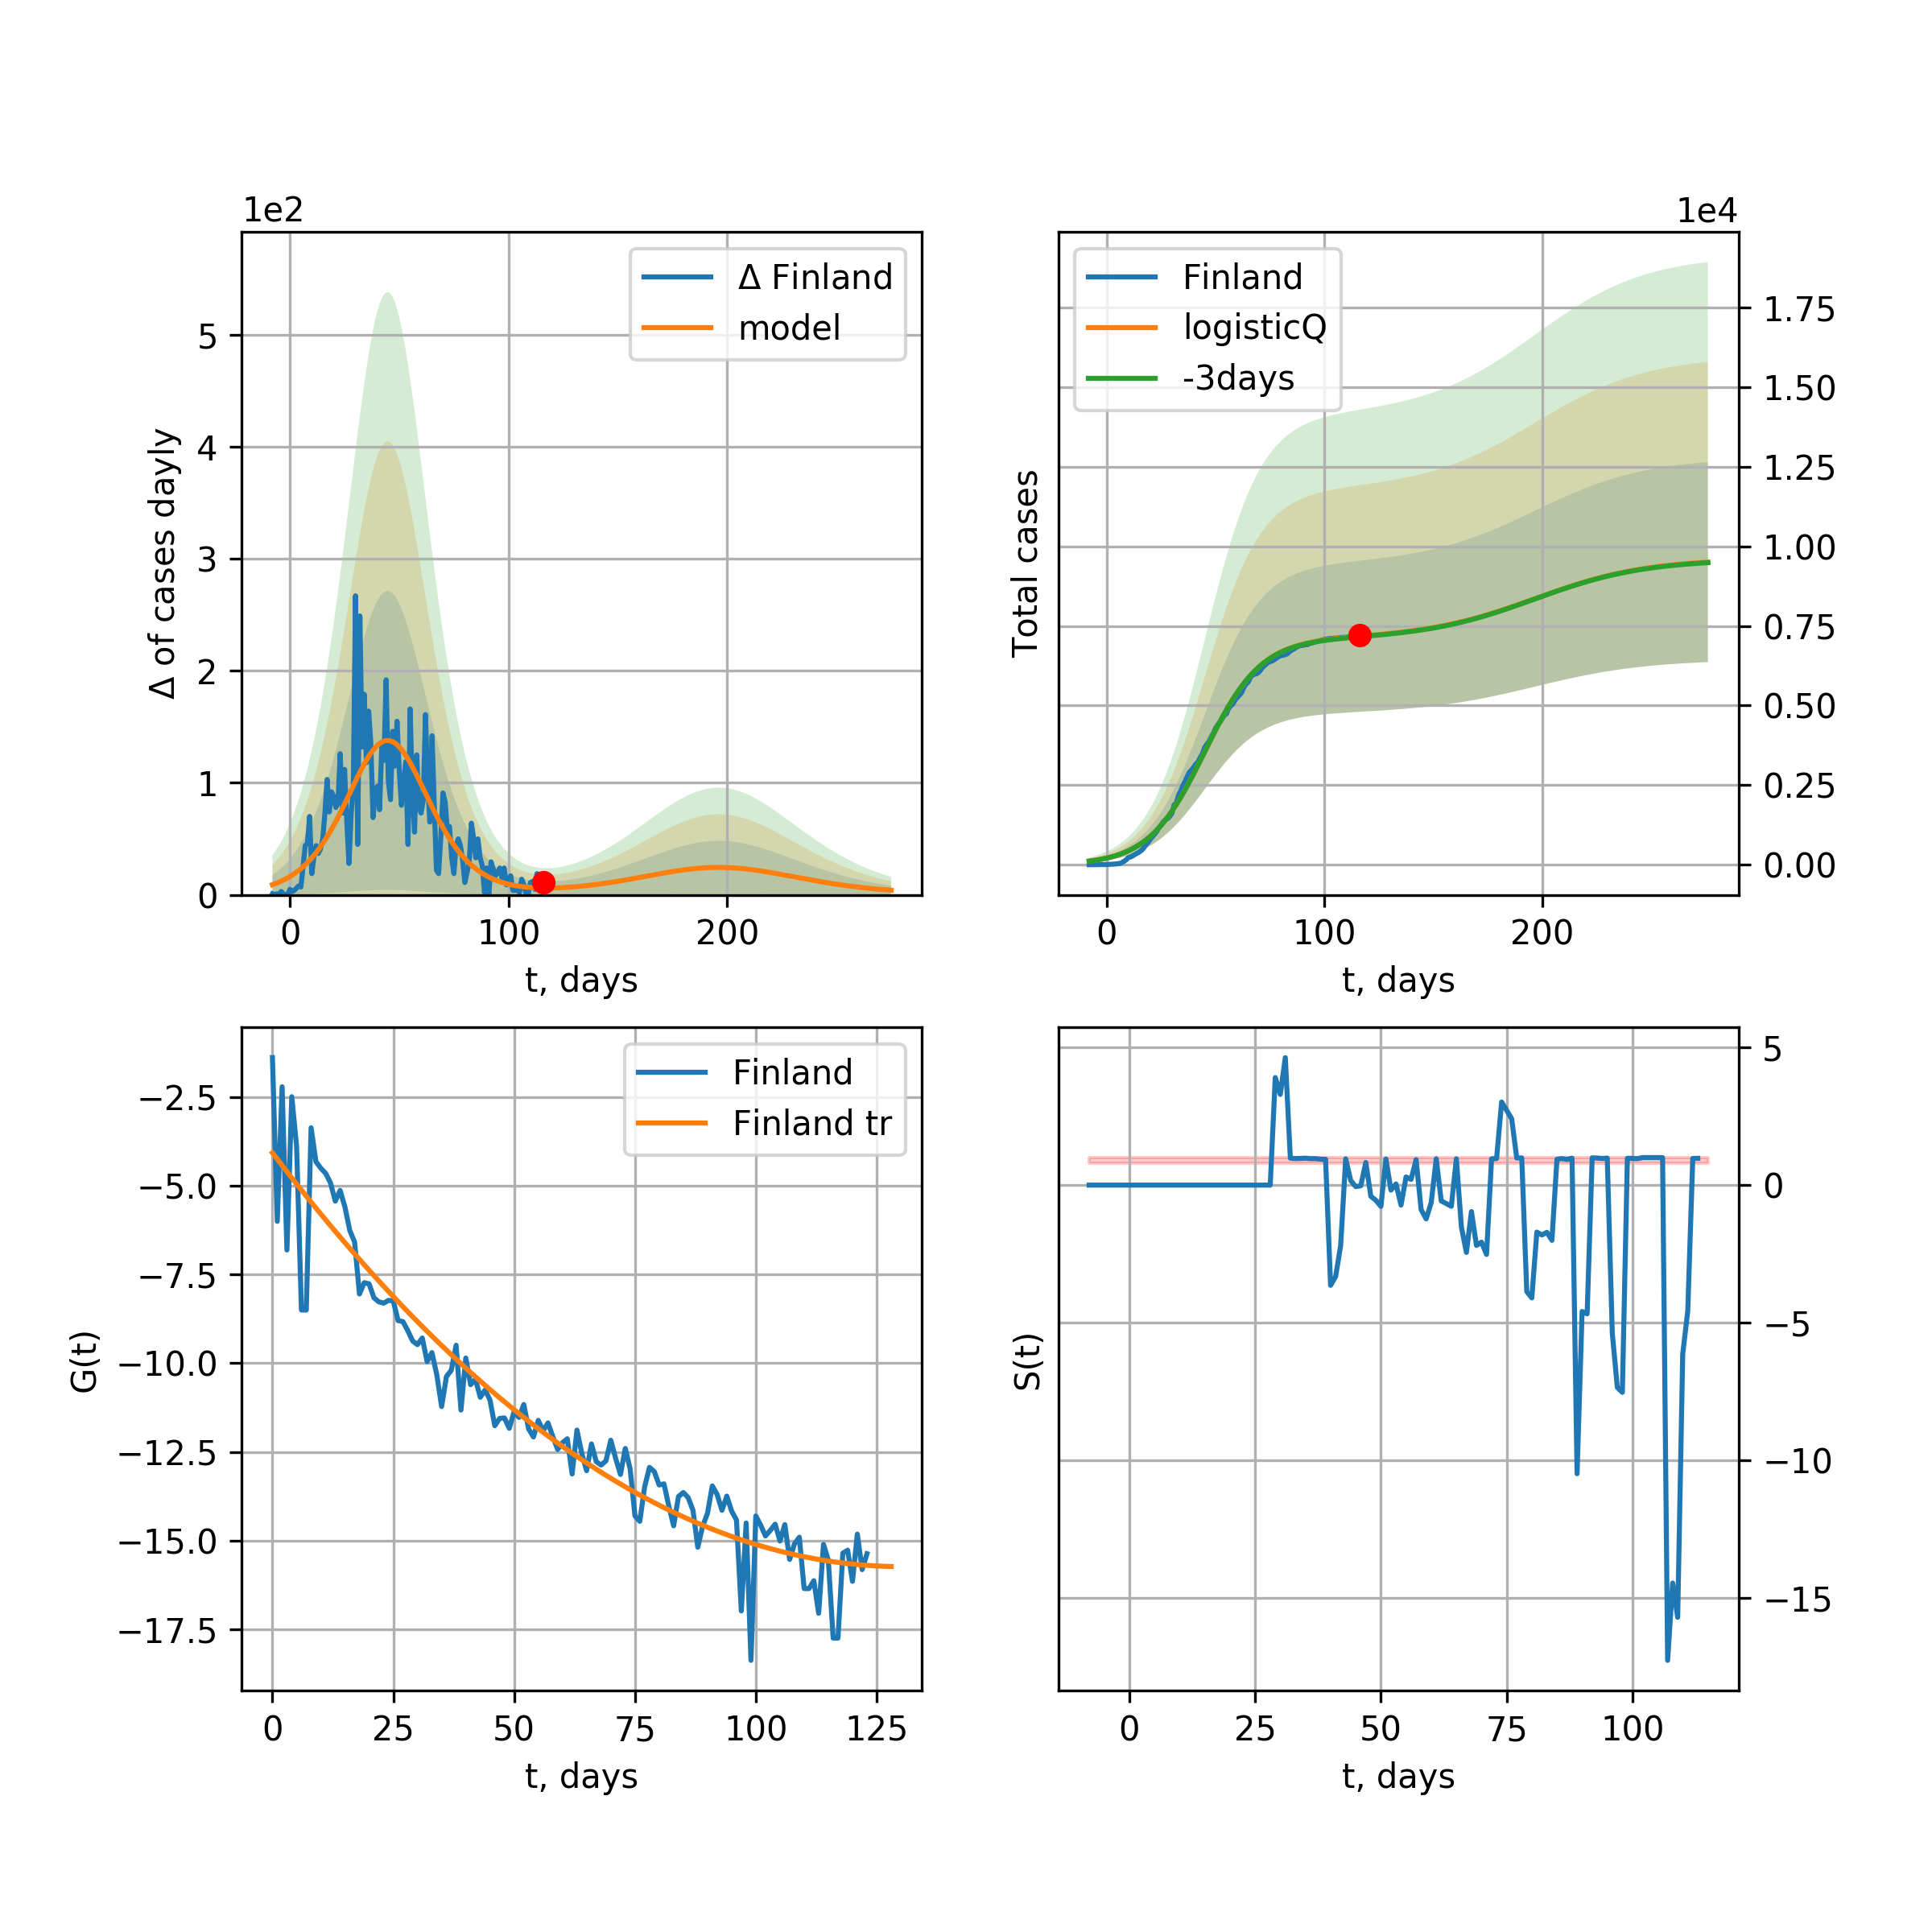 1e2
Δ Finland
model
5
4
3
2
1
0
Δ of cases dayly
0 100 200
t, days
1e4
Finland
logisticQ
-3days
1.75
1.50
1.25
1.00
0.75
0.50
0.25
0.00
Total cases
0 100 200
t, days
Finland
Finland tr
−2.5
−5.0
−7.5
−10.0
−12.5
−15.0
−17.5
G(t)
0 25 50 75 100 125
t, days
5
0
−5
−10
−15
S(t)
0 25 50 75 100
t, days